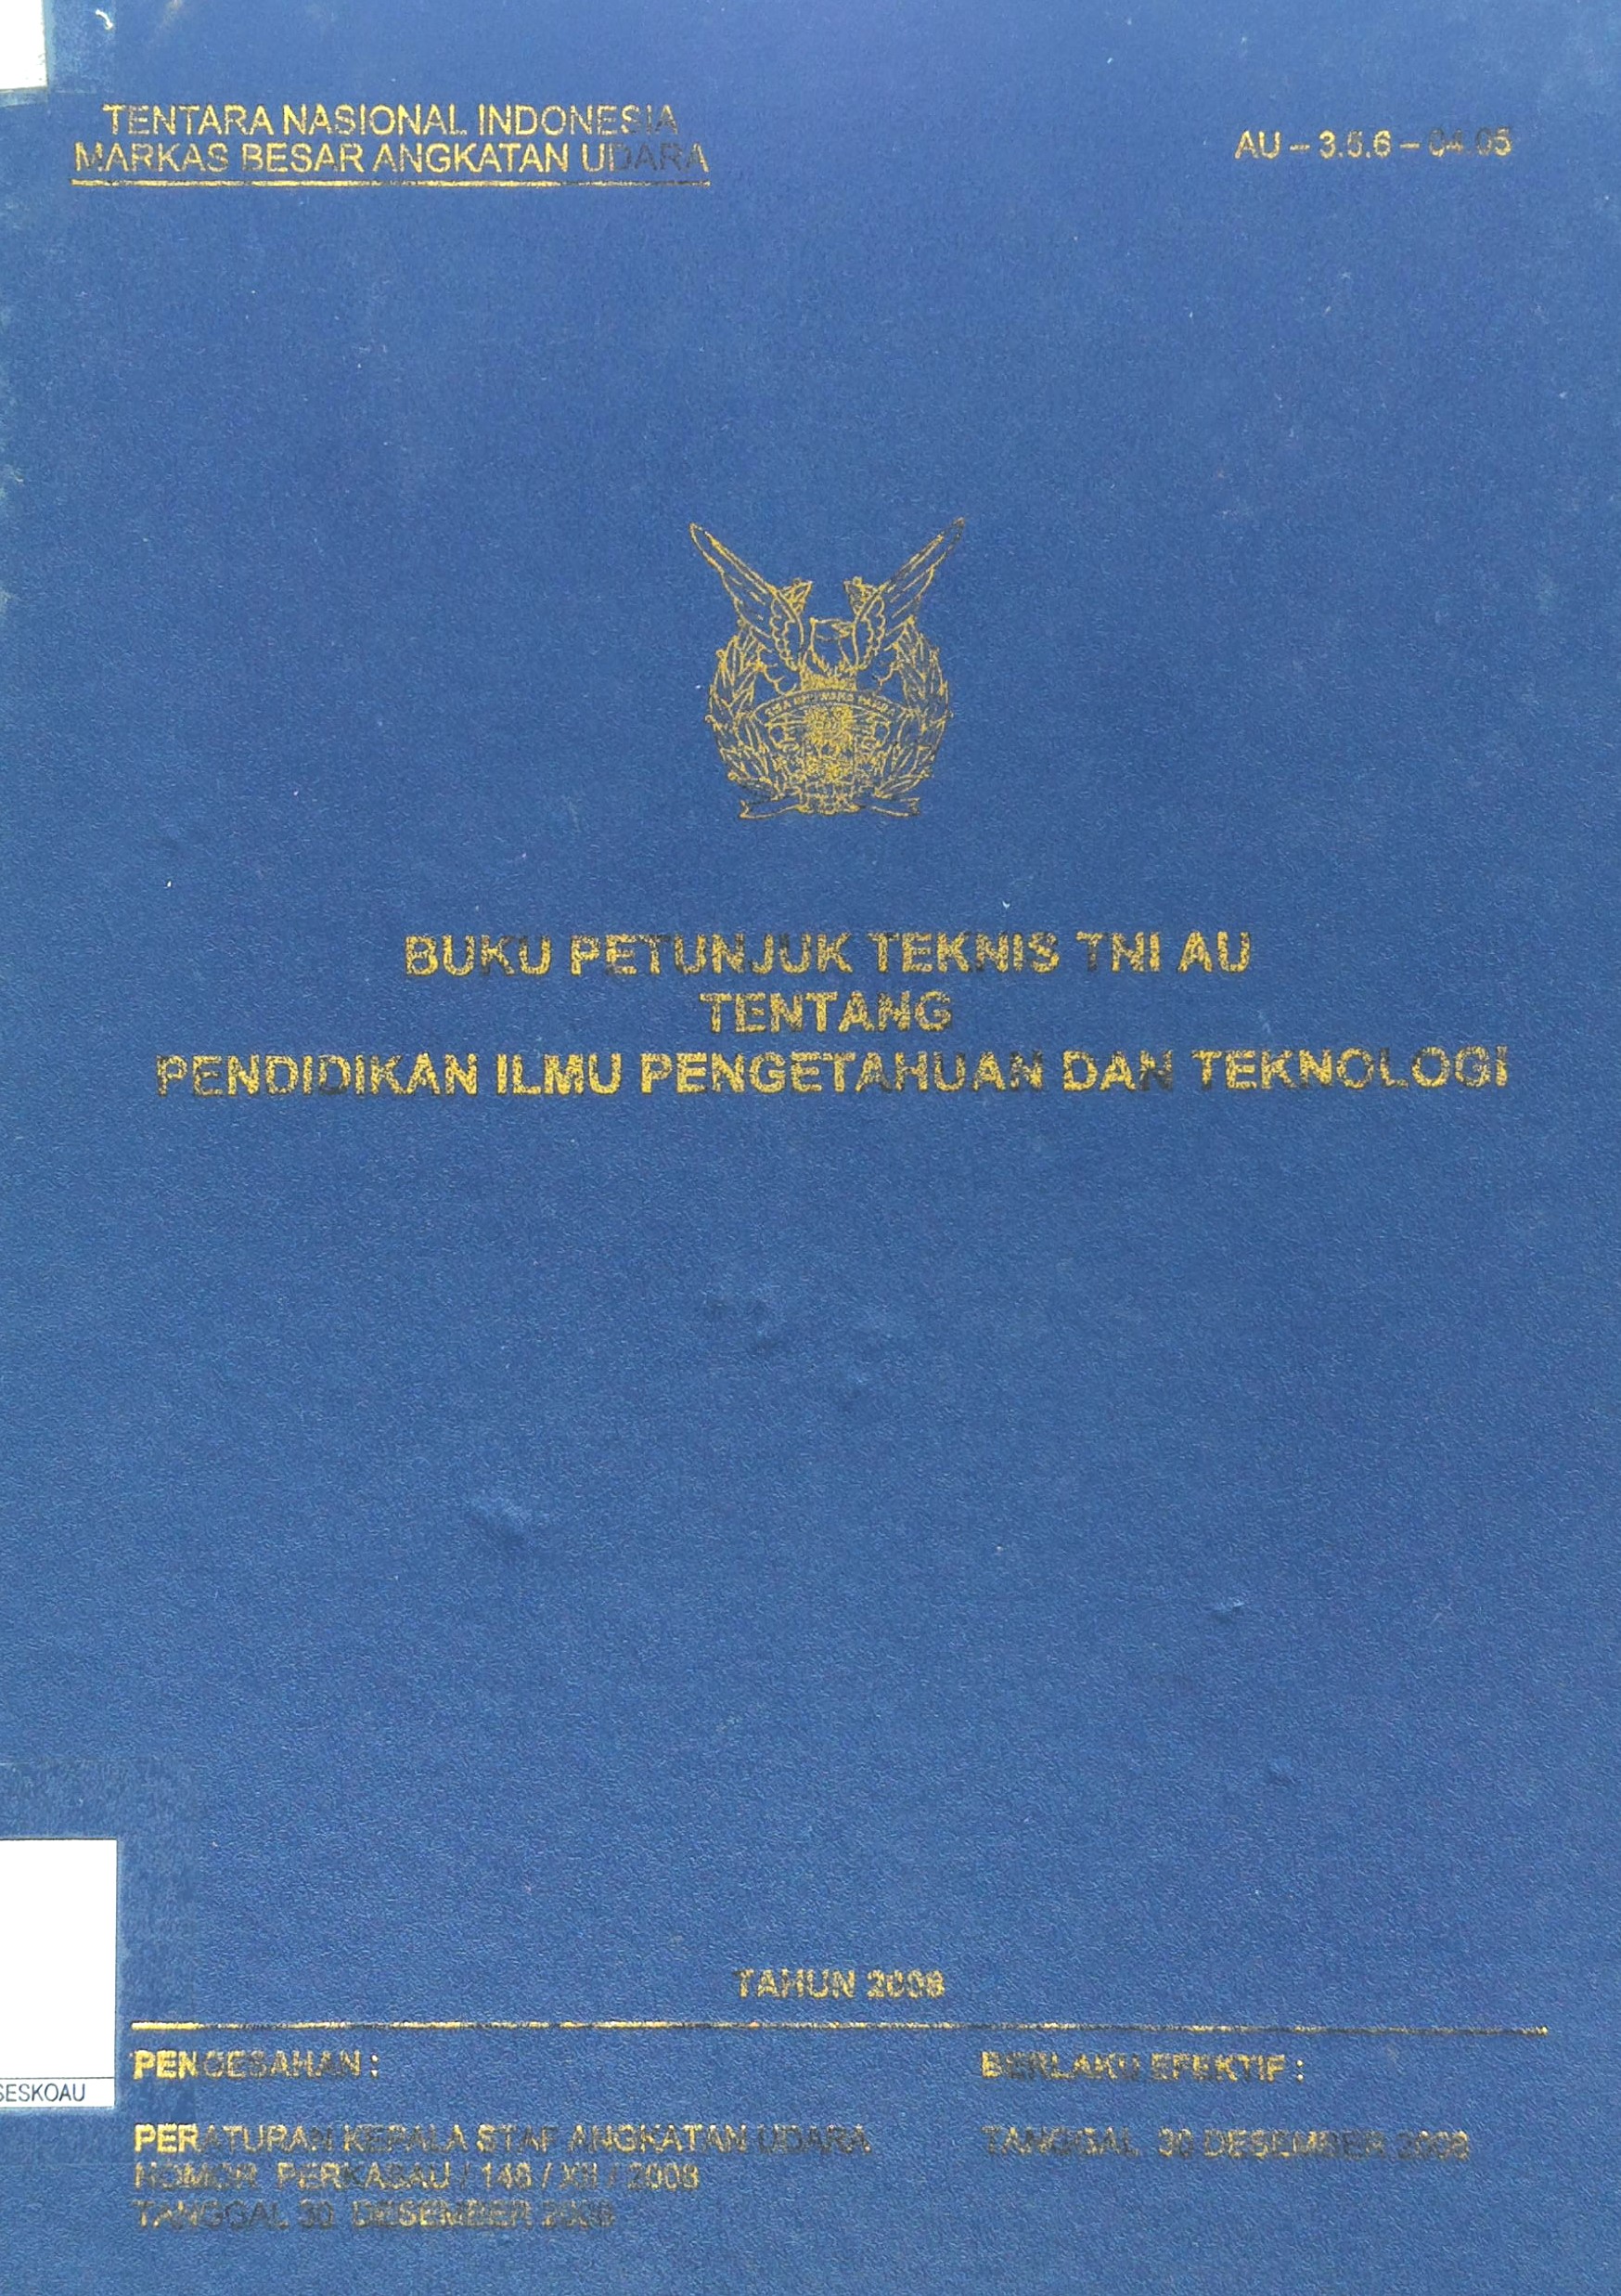 TENTARA NASIONAL INDONESIA
MARKAS BESAR ANGKATAN UDARA
AU – 3.5.6 – 04.05
BUKU PETUNJUK TEKNIS TNI AU
TENTANG
PENDIDIKAN ILMU PENGETAHUAN DAN TEKNOLOGI
TAHUN 2008
PENGESAHAN :
PERATURAN KEPALA STAF ANGKATAN UDARA
NOMOR PERKASAU / 146 / XII / 2008
TANGGAL 30 DESEMBER 2008
BERLAKU EFEKTIF :
TANGGAL 30 DESEMBER 2008
SESKOAU